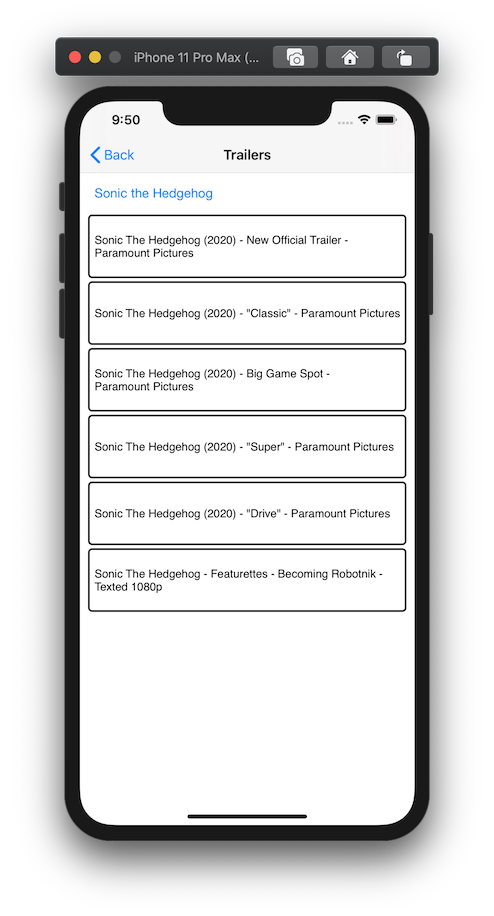 iPhone 11 Pro Max (...
9:50
Back
Trailers
Sonic the Hedgehog
Sonic The Hedgehog (2020) - New Official Trailer -
Paramount Pictures
Sonic The Hedgehog (2020) - "Classic" - Paramount Pictures
Sonic The Hedgehog (2020) - Big Game Spot -
Paramount Pictures
Sonic The Hedgehog (2020) - "Super" - Paramount Pictures
Sonic The Hedgehog (2020) - "Drive" - Paramount Pictures
Sonic The Hedgehog - Featurettes - Becoming Robotnik -
Texted 1080p